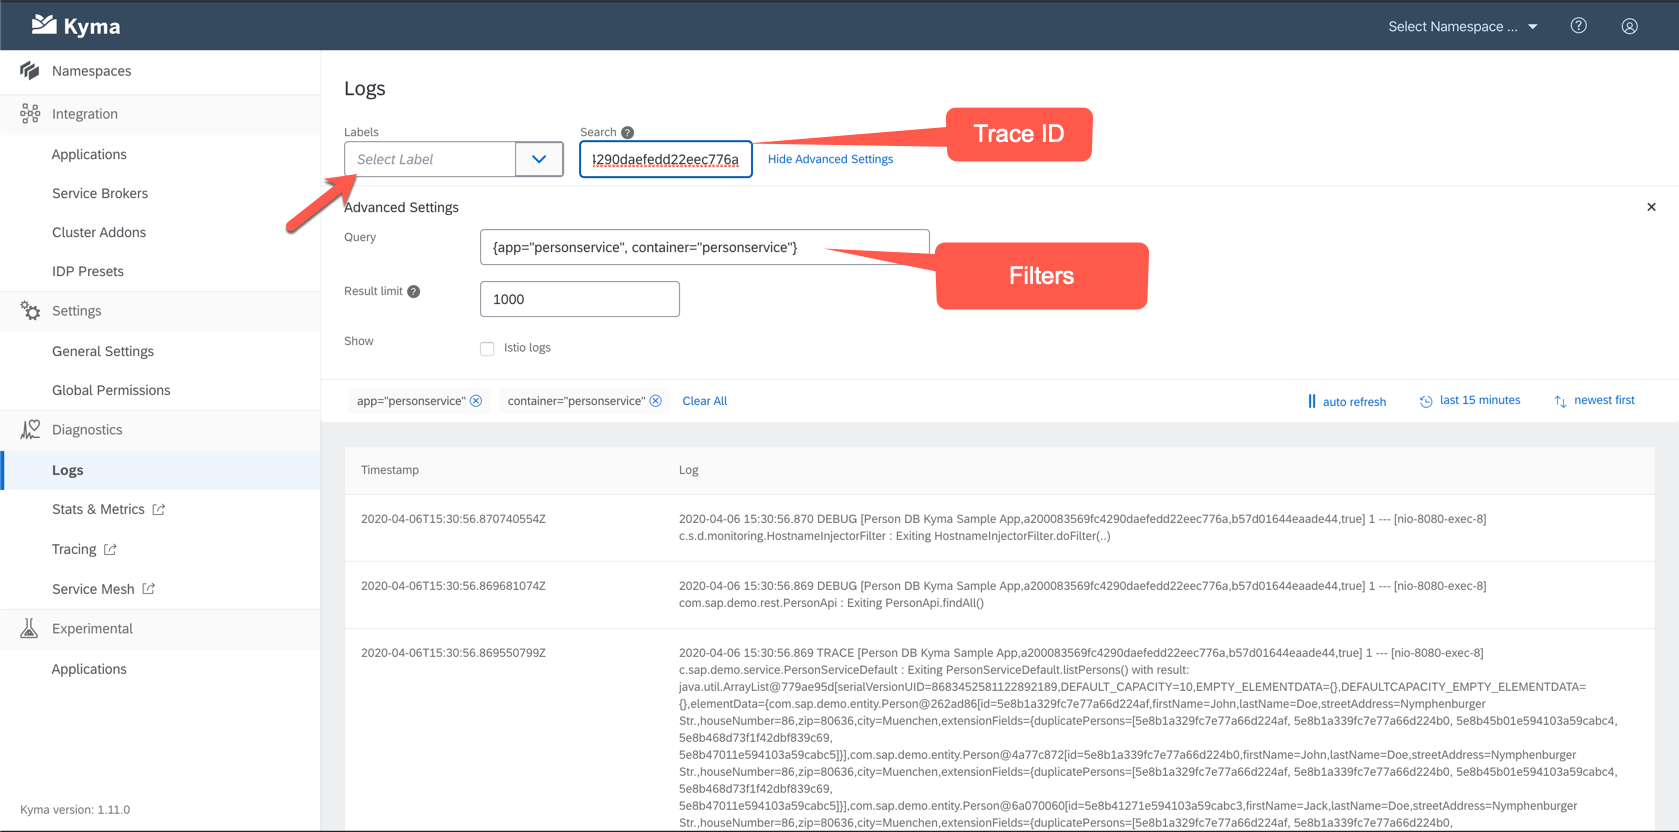 Kyma
Select Namespace ...
Namespaces
Integration
Applications
Service Brokers
Cluster Addons
IDP Presets
Settings
General Settings
Global Permissions
Diagnostics
Logs
Stats & Metrics
Tracing
Service Mesh
Experimental
Applications
Kyma version: 1.11.0
Logs
Labels
Select Label
Search
4290daefedd22eec776a
Hide Advanced Settings
Trace ID
Advanced Settings
Query
{app="personservice", container="personservice"}
Filters
Result limit
1000
Show
Istio logs
app="personservice"
container="personservice"
Clear All
auto refresh
last 15 minutes
newest first
Timestamp
Log
2020-04-06T15:30:56.870740554Z
2020-04-06 15:30:56.870 DEBUG [Person DB Kyma Sample App,a200083569fc4290daefedd22eec776a,b57d01644eaade44,true] 1 --- [nio-8080-exec-8]
c.s.d.monitoring.HostnameInjectorFilter : Exiting HostnameInjectorFilter.doFilter(..)
2020-04-06T15:30:56.869681074Z
2020-04-06 15:30:56.869 DEBUG [Person DB Kyma Sample App,a200083569fc4290daefedd22eec776a,b57d01644eaade44,true] 1 --- [nio-8080-exec-8]
com.sap.demo.rest.PersonApi : Exiting PersonApi.findAll()
2020-04-06T15:30:56.869550799Z
2020-04-06 15:30:56.869 TRACE [Person DB Kyma Sample App,a200083569fc4290daefedd22eec776a,b57d01644eaade44,true] 1 --- [nio-8080-exec-8]
c.sap.demo.service.PersonServiceDefault : Exiting PersonServiceDefault.listPersons() with result:
java.util.ArrayList@779ae95d[serialVersionUID=8683452581122892189,DEFAULT_CAPACITY=10,EMPTY_ELEMENTDATA={},DEFAULTCAPACITY_EMPTY_ELEMENTDATA=
{},elementData={com.sap.demo.entity.Person@262ad86[id=5e8b1a329fc7e77a66d224af,firstName=John,lastName=Doe,streetAddress=Nymphenburger
Str.,houseNumber=86,zip=80636,city=Muenchen,extensionFields={duplicatePersons=[5e8b1a329fc7e77a66d224af, 5e8b1a339fc7e77a66d224b0, 5e8b45b01e594103a59cabc4,
5e8b468d73f1f42dbf839c69,
5e8b47011e594103a59cabc5]}],com.sap.demo.entity.Person@4a77c872[id=5e8b1a339fc7e77a66d224b0,firstName=John,lastName=Doe,streetAddress=Nymphenburger
Str.,houseNumber=86,zip=80636,city=Muenchen,extensionFields={duplicatePersons=[5e8b1a329fc7e77a66d224af, 5e8b1a339fc7e77a66d224b0, 5e8b45b01e594103a59cabc4,
5e8b468d73f1f42dbf839c69,
5e8b47011e594103a59cabc5]}],com.sap.demo.entity.Person@6a070060[id=5e8b41271e594103a59cabc3,firstName=Jack,lastName=Doe,streetAddress=Nymphenburger
Str.,houseNumber=86,zip=80636,city=Muenchen,extensionFields={duplicatePersons=[5e8b1a329fc7e77a66d224af, 5e8b1a339fc7e77a66d224b0,